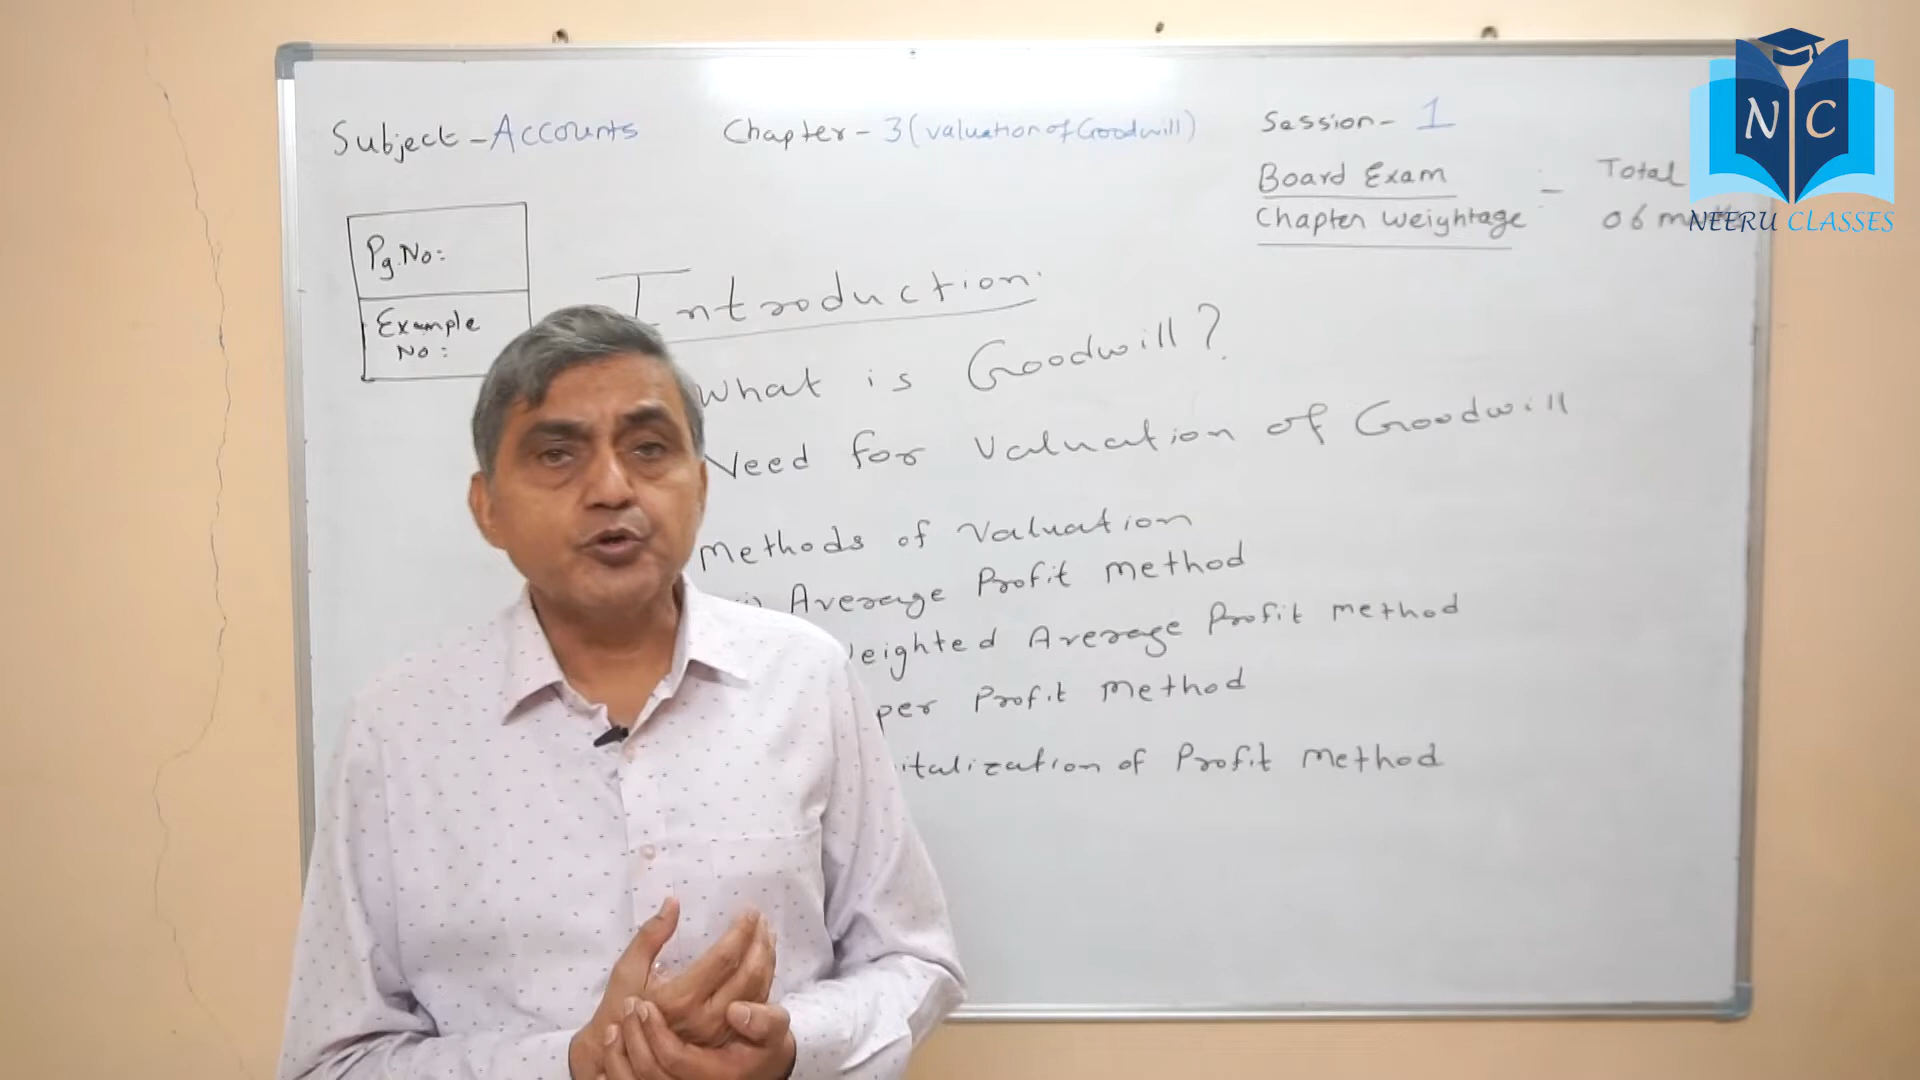 Subject - Accounts
Chapter - 3 (Valuation of Goodwill)
Session - 1
Board Exam
Chapter Weightage
- Total
06
N C
NEERU CLASSES
Pg. No:
Example
No:
Introduction
What is Goodwill?
Need for Valuation of Goodwill
Methods of Valuation
Average Profit Method
eighted Average Profit Method
per Profit Method
italization of Profit Method